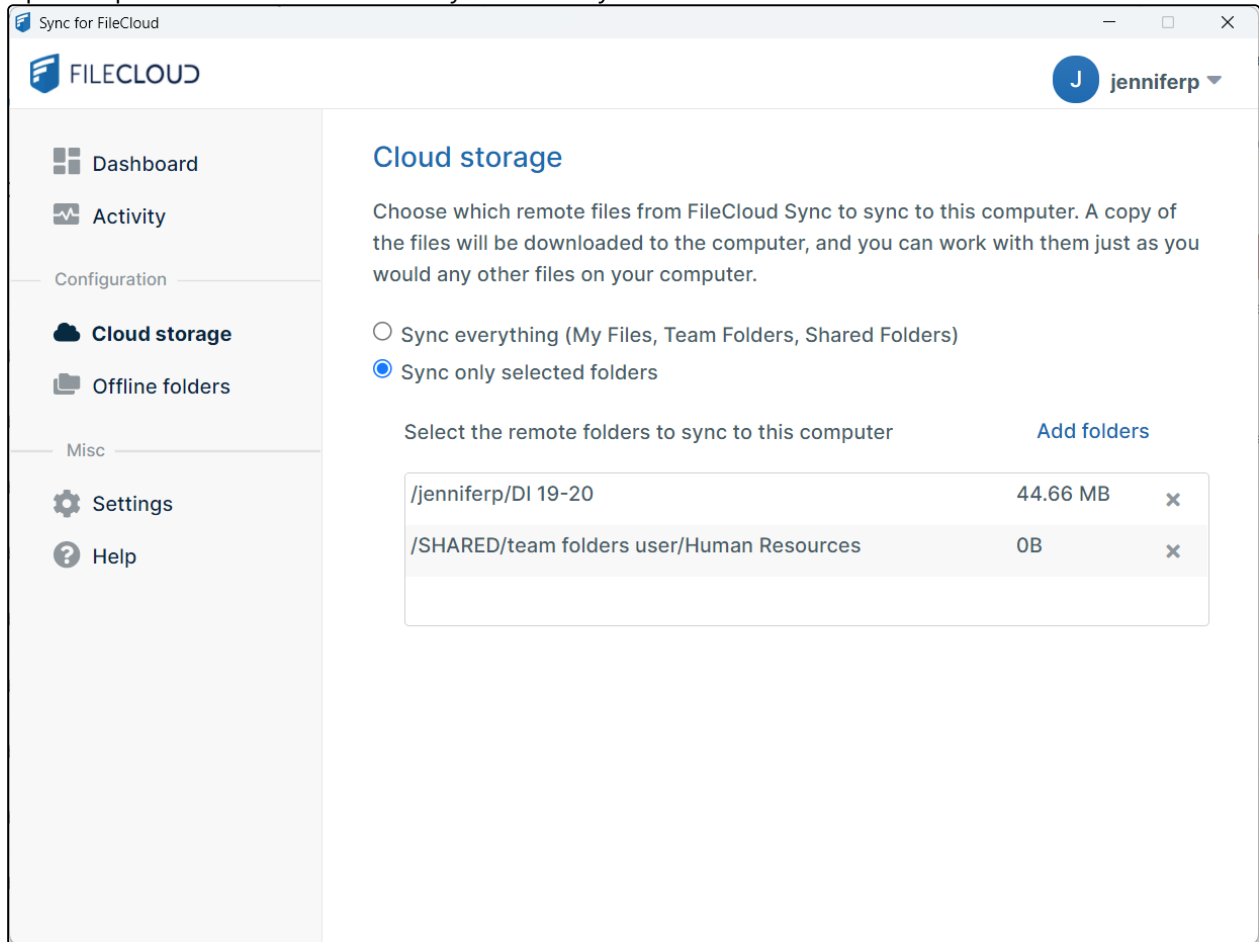 Sync for FileCloud
FILECLOUD
J jenniferp
Dashboard
Activity
Configuration
Cloud storage
Offline folders
Misc
Settings
Help
Cloud storage
Choose which remote files from FileCloud Sync to sync to this computer. A copy of
the files will be downloaded to the computer, and you can work with them just as you
would any other files on your computer.
Sync everything (My Files, Team Folders, Shared Folders)
Sync only selected folders
Select the remote folders to sync to this computer Add folders
/jenniferp/DI 19-20 44.66 MB
/SHARED/team folders user/Human Resources 0B